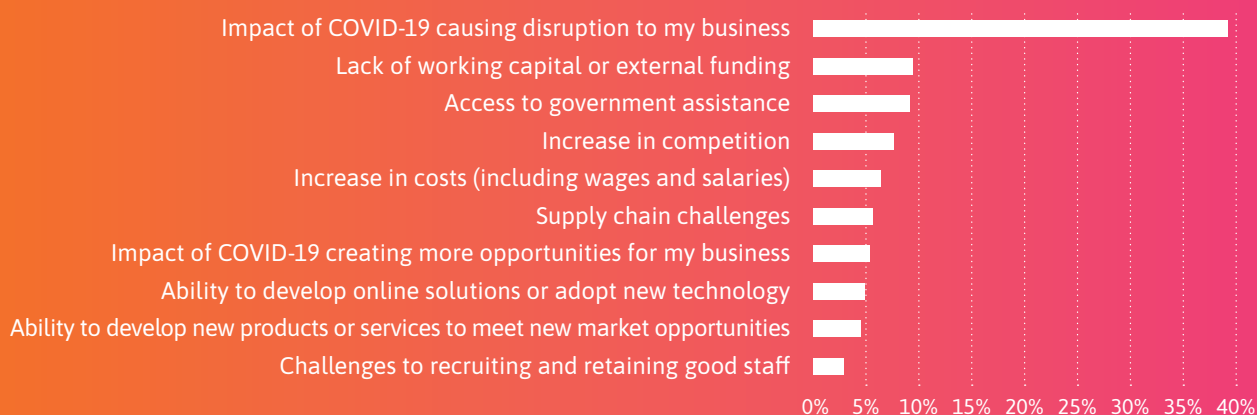 Impact of COVID-19 causing disruption to my business
Lack of working capital or external funding
Access to government assistance
Increase in competition
Increase in costs (including wages and salaries)
Supply chain challenges
Impact of COVID-19 creating more opportunities for my business
Ability to develop online solutions or adopt new technology
Ability to develop new products or services to meet new market opportunities
Challenges to recruiting and retaining good staff
0% 5% 10% 15% 20% 25% 30% 35% 40%